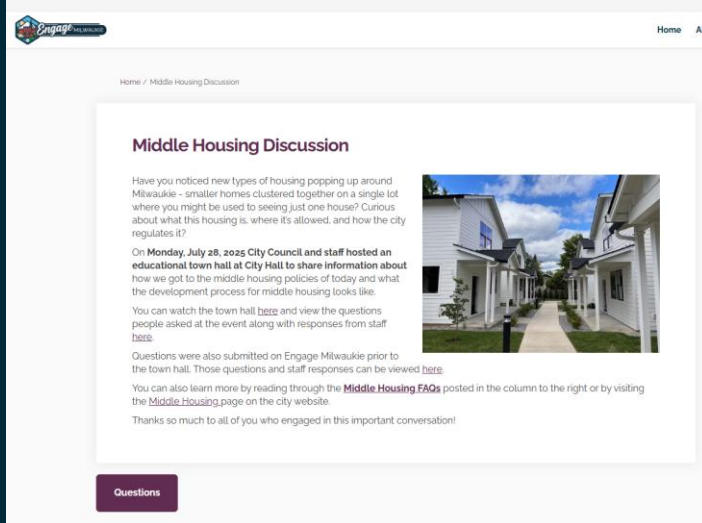 Engage MILWAUKIE
Home
Home / Middle Housing Discussion
Middle Housing Discussion
Have you noticed new types of housing popping up around
Milwaukie - smaller homes clustered together on a single lot
where you might be used to seeing just one house? Curious
about what this housing is, where it's allowed, and how the city
regulates it?
On Monday, July 28, 2025 City Council and staff hosted an
educational town hall at City Hall to share information about
how we got to the middle housing policies of today and what
the development process for middle housing looks like.
You can watch the town hall here and view the questions
people asked at the event along with responses from staff
here.
Questions were also submitted on Engage Milwaukie prior to
the town hall. Those questions and staff responses can be viewed here.
You can also learn more by reading through the Middle Housing FAQs posted in the column to the right or by visiting
the Middle Housing page on the city website.
Thanks so much to all of you who engaged in this important conversation!
Questions